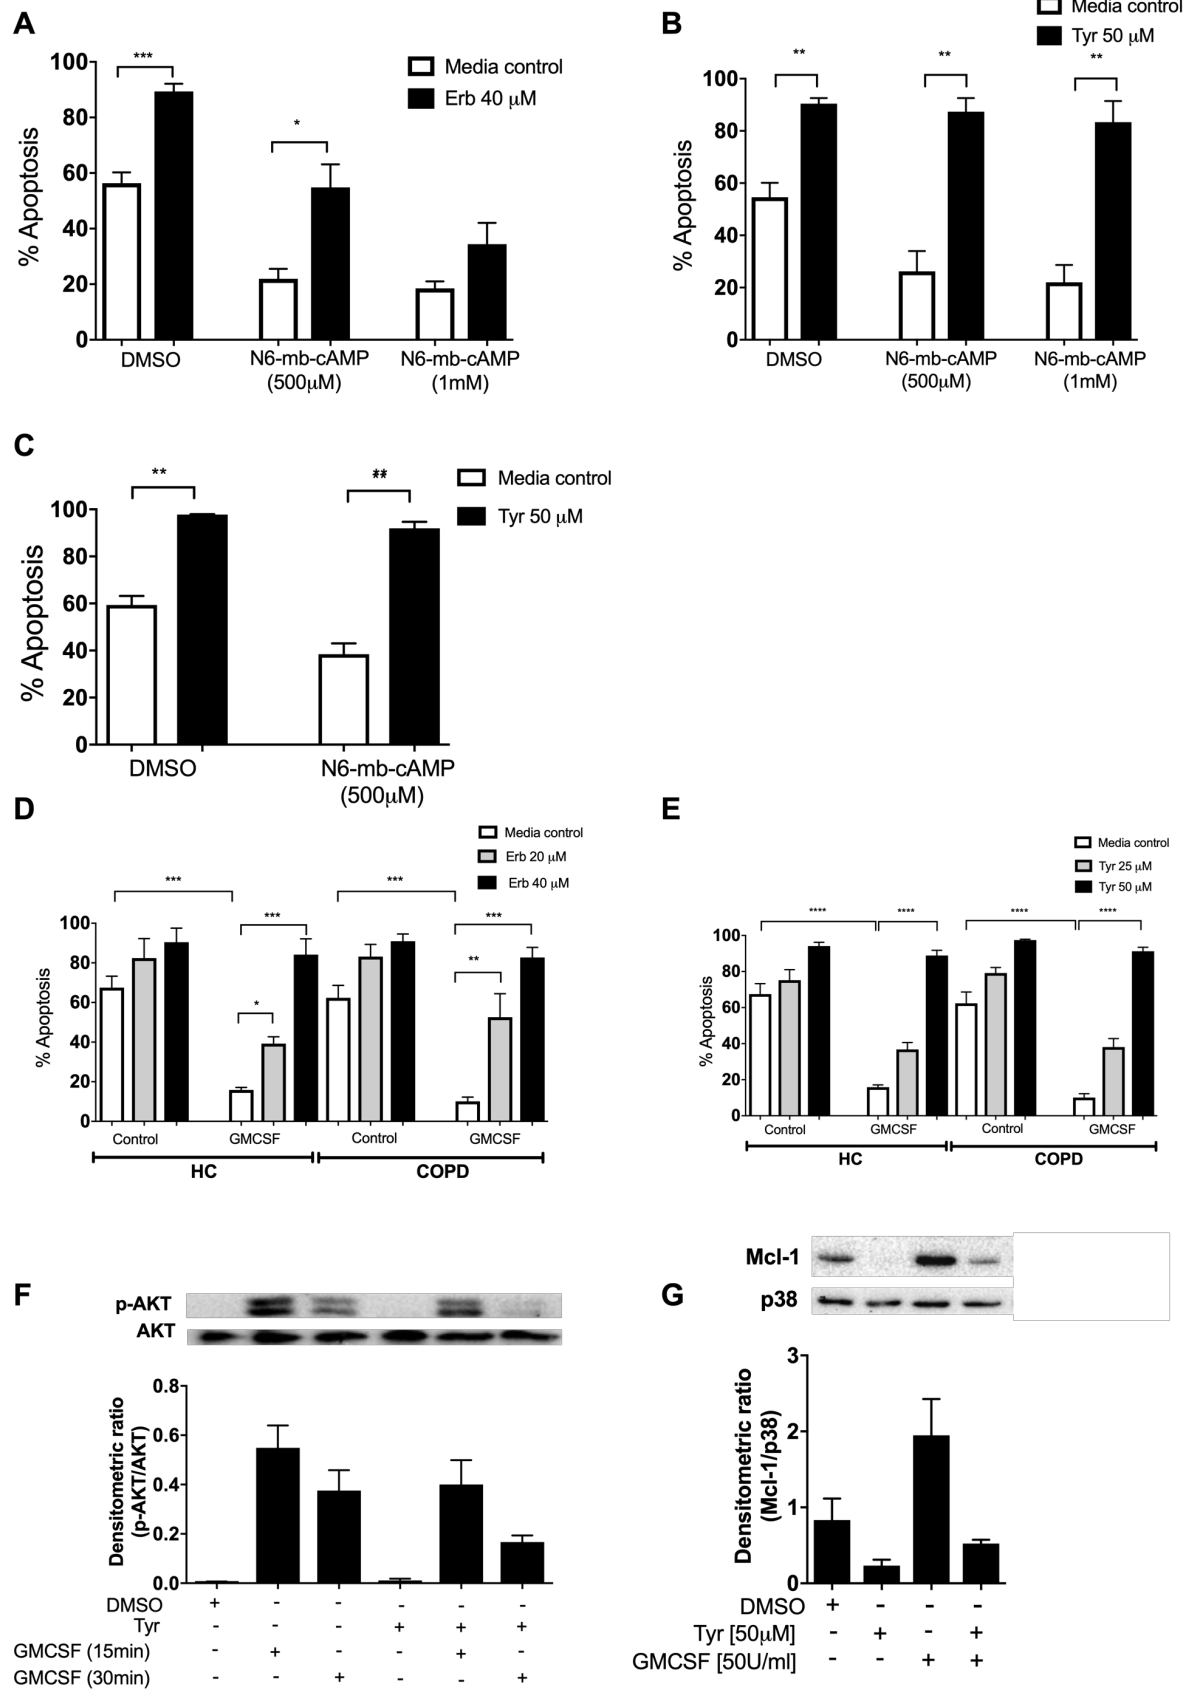 A
100
80
60
40
20
0
% Apoptosis
***
*
Media control
Erb 40 μM
DMSO
N6-mb-cAMP
(500μM)
N6-mb-cAMP
(1mM)
B
Media control
Tyr 50 μM
100
80
60
40
20
0
% Apoptosis
**
**
**
DMSO
N6-mb-cAMP
(500μM)
N6-mb-cAMP
(1mM)
C
100
80
60
40
20
0
% Apoptosis
**
**
Media control
Tyr 50 μM
DMSO
N6-mb-cAMP
(500μM)
D
Media control
Erb 20 μM
Erb 40 μM
100
80
60
40
20
0
% Apoptosis
***
***
*
***
***
**
Control
GMCSF
Control
GMCSF
HC
COPD
E
Media control
Tyr 25 μM
Tyr 50 μM
100
80
60
40
20
0
% Apoptosis
****
****
****
****
Control
GMCSF
Control
GMCSF
HC
COPD
F
p-AKT
AKT
0.8
0.6
0.4
0.2
0.0
Densitometric ratio
(p-AKT/AKT)
DMSO + - - - - -
Tyr - - - + + +
GMCSF (15min) - + - - + -
GMCSF (30min) - - + - - +
G
Mcl-1
p38
3
2
1
0
Densitometric ratio
(Mcl-1/p38)
DMSO + - - -
Tyr [50μM] - + - +
GMCSF [50U/ml] - - + +